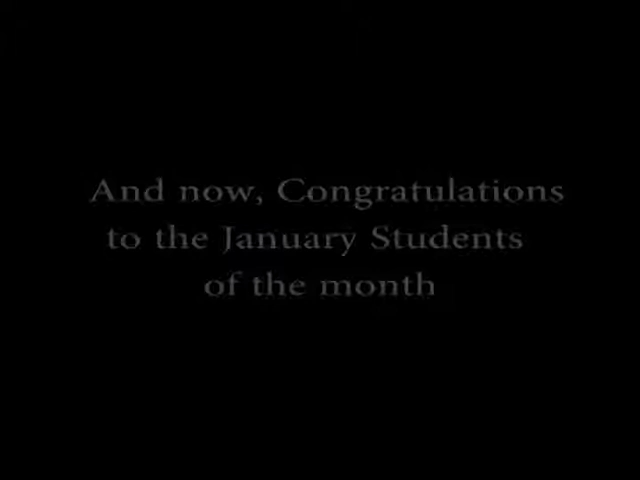 And now, Congratulations
to the January Students
of the month